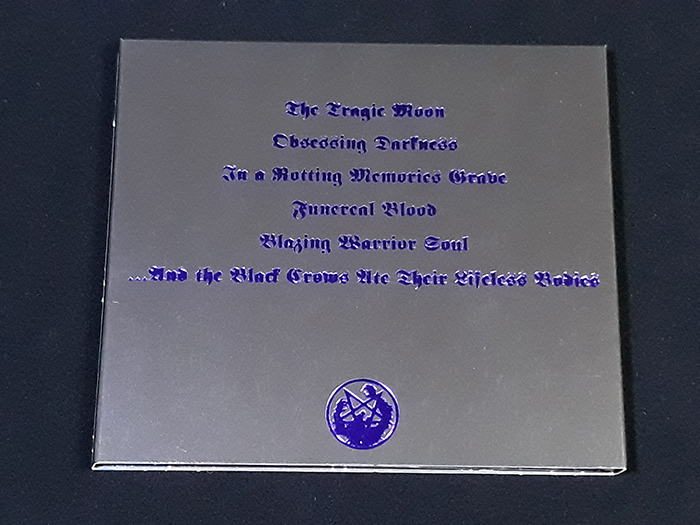 The Tragic Moon
Obsessing Darkness
In a Rotting Memories Grave
Funereal Blood
Blazing Warrior Soul
...And the Black Crows Ate Their Lifeless Bodies